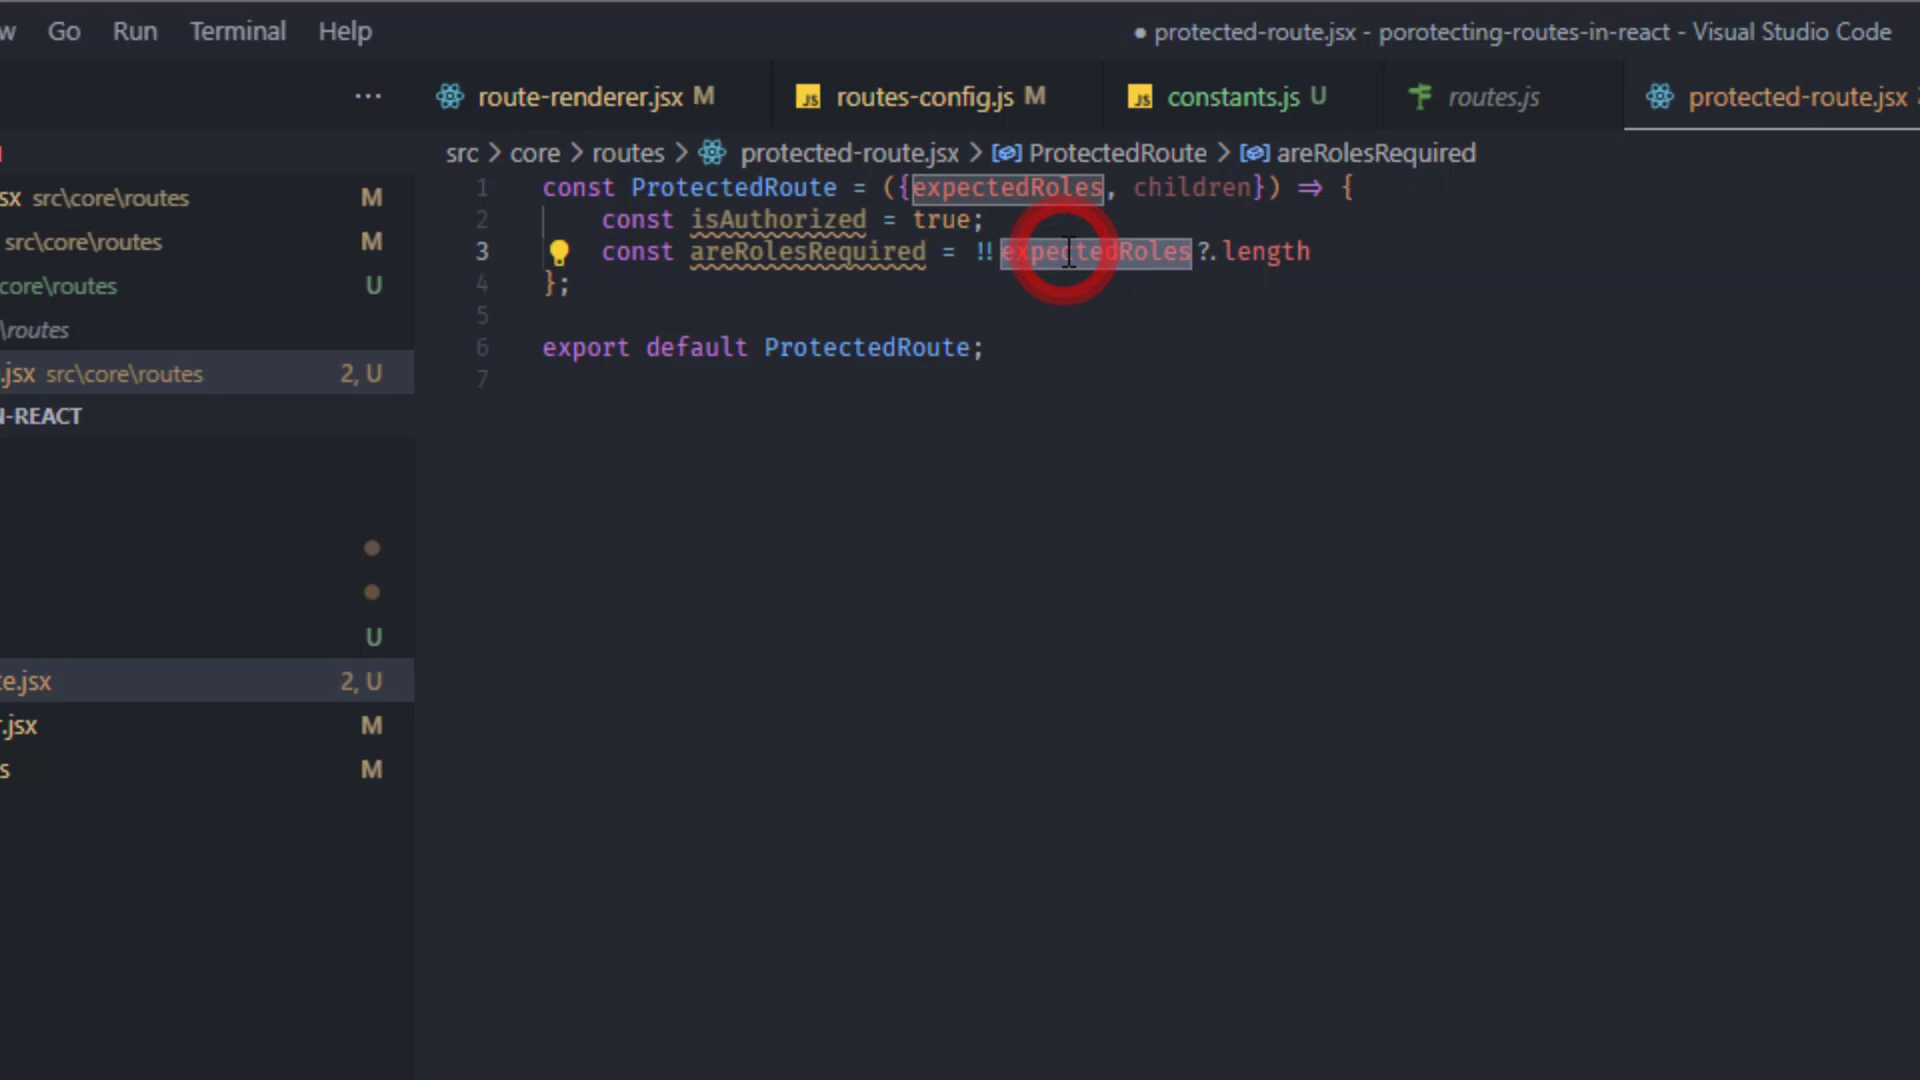 w Go Run Terminal Help
● protected-route.jsx - porotecting-routes-in-react - Visual Studio Code
... route-renderer.jsx M routes-config.js M constants.js U routes.js protected-route.jsx
src > core > routes > protected-route.jsx > ProtectedRoute > areRolesRequired
sx src\core\routes M
src\core\routes M
core\routes U
\routes
.jsx src\core\routes 2, U
N-REACT
U
te.jsx 2, U
r.jsx M
s M
1 const ProtectedRoute = ({expectedRoles, children}) => {
2 const isAuthorized = true;
3 const areRolesRequired = !!expectedRoles?.length
4 };
5
6 export default ProtectedRoute;
7